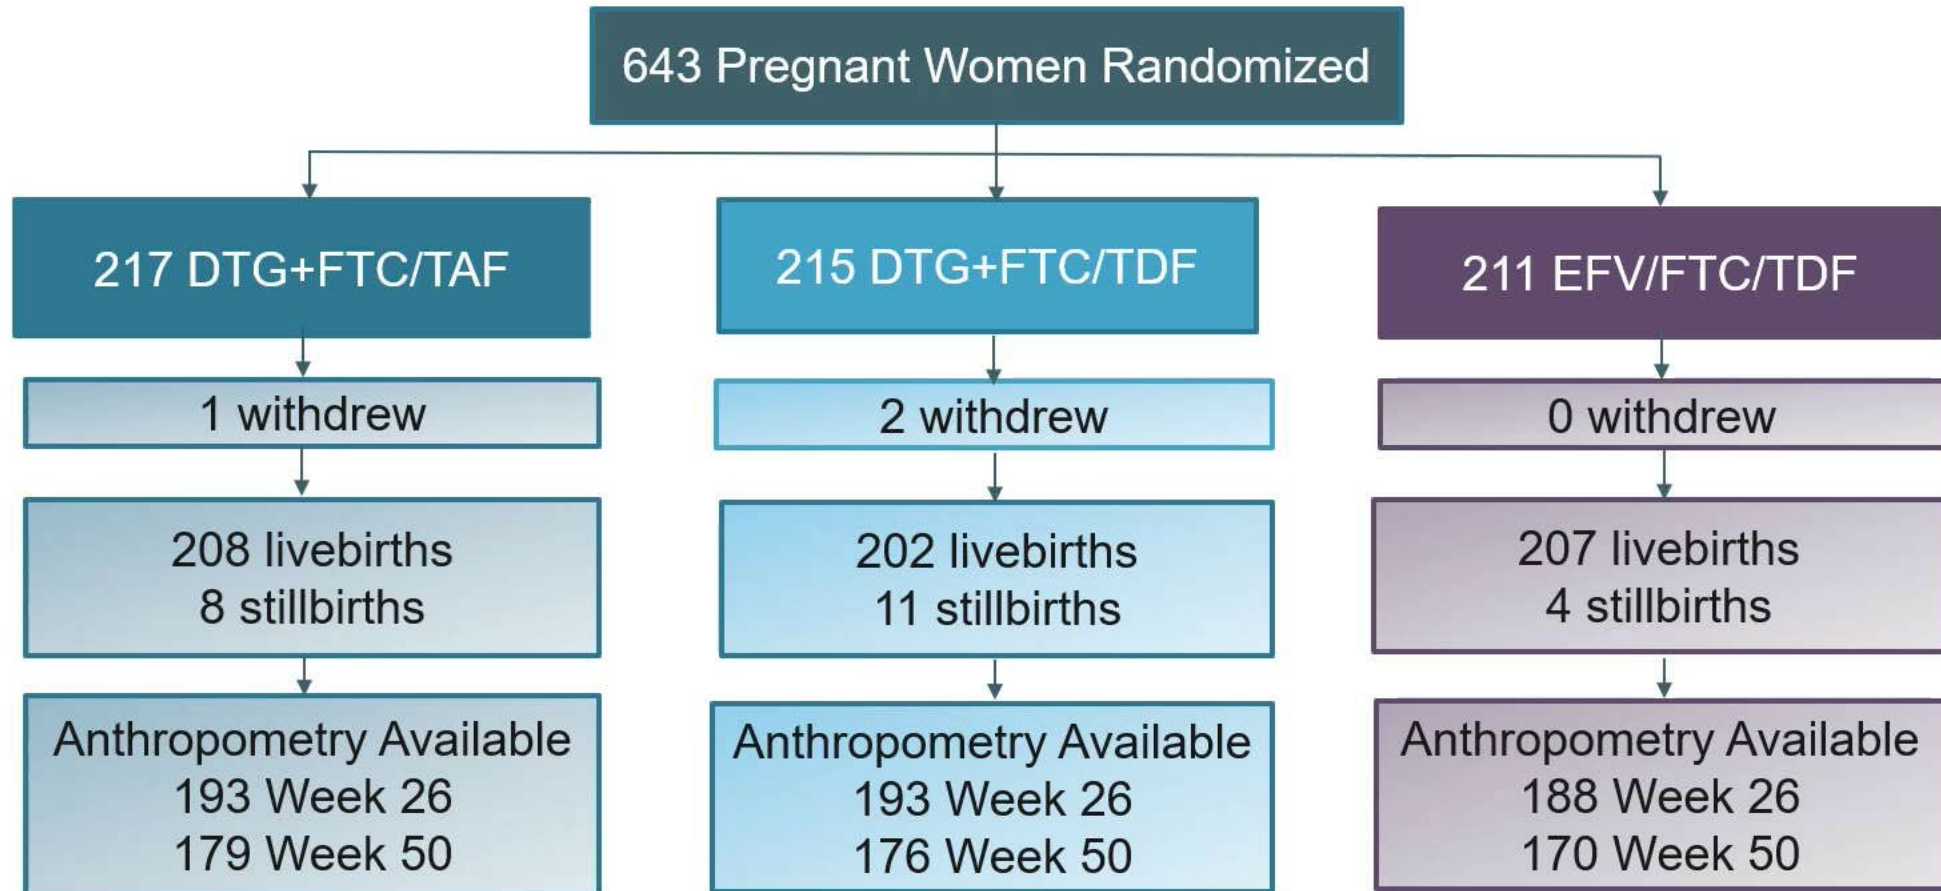 643 Pregnant Women Randomized
217 DTG+FTC/TAF
215 DTG+FTC/TDF
211 EFV/FTC/TDF
1 withdrew
2 withdrew
0 withdrew
208 livebirths
8 stillbirths
202 livebirths
11 stillbirths
207 livebirths
4 stillbirths
Anthropometry Available
193 Week 26
179 Week 50
Anthropometry Available
193 Week 26
176 Week 50
Anthropometry Available
188 Week 26
170 Week 50